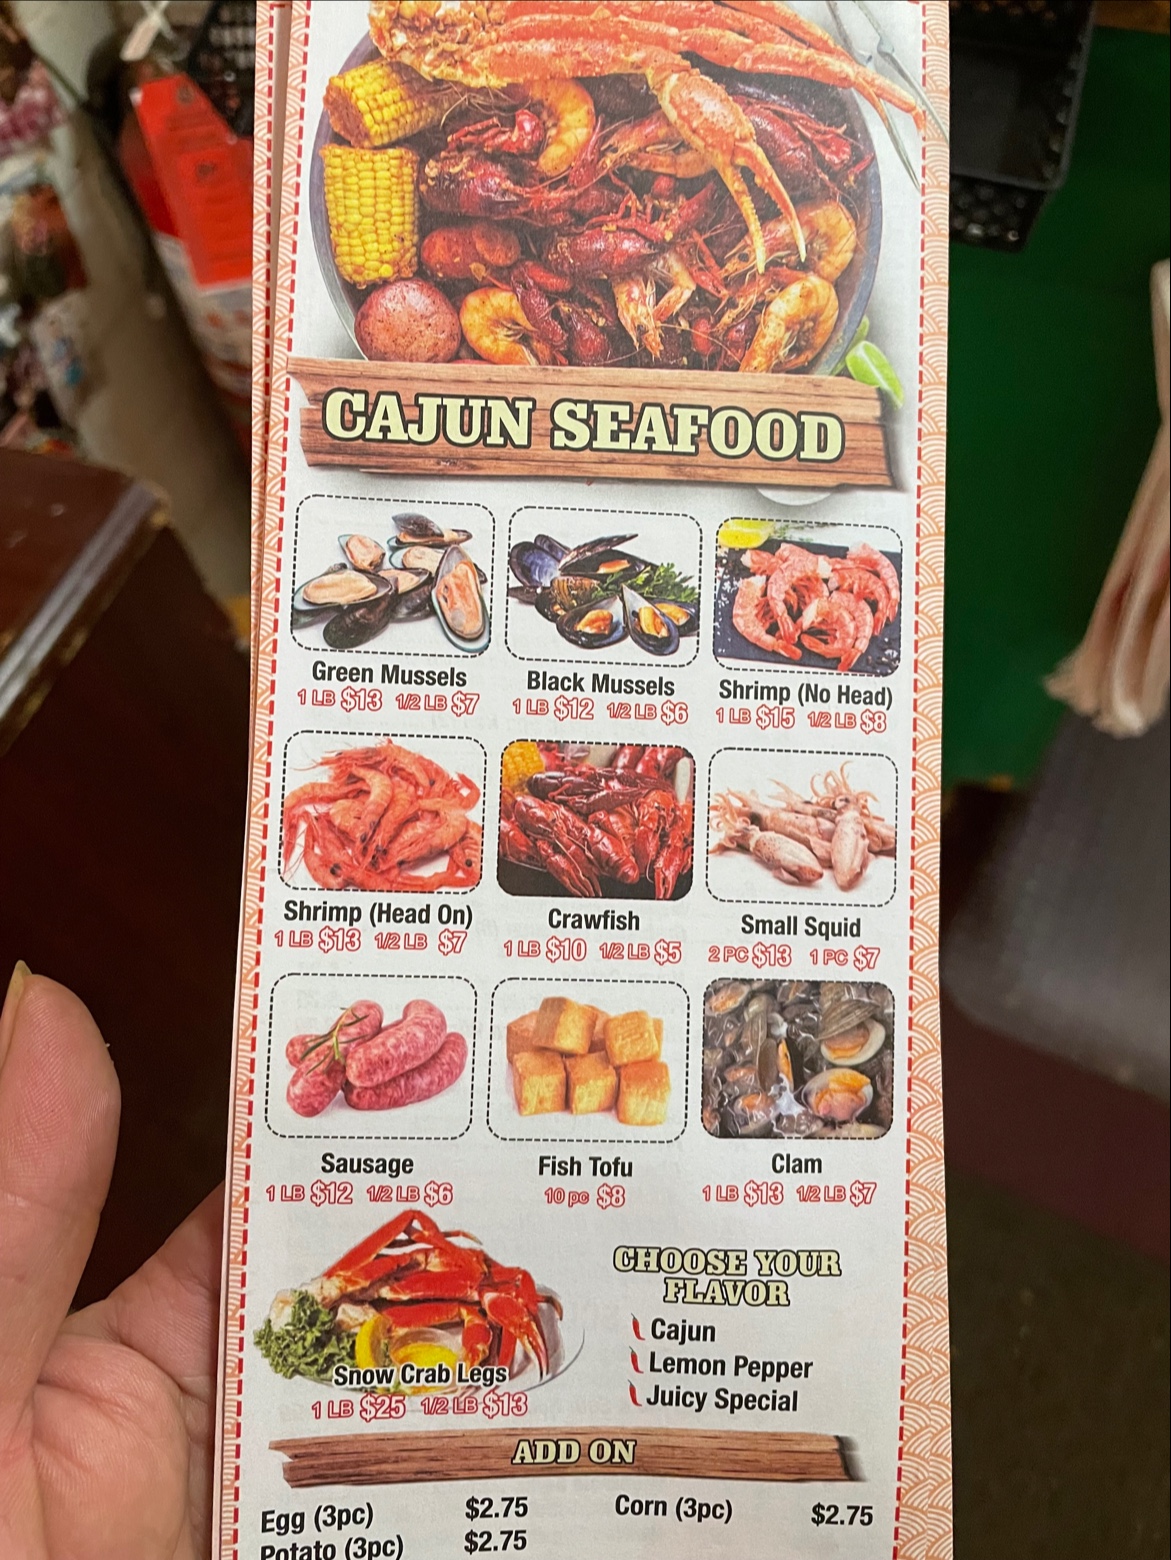 CAJUN SEAFOOD
Green Mussels
1 LB $13 1/2 LB $7
Black Mussels
1 LB $12 1/2 LB $6
Shrimp (No Head)
1 LB $15 1/2 LB $8
Shrimp (Head On)
1 LB $13 1/2 LB $7
Crawfish
1 LB $10 1/2 LB $5
Small Squid
2 PC $13 1 PC $7
Sausage
1 LB $12 1/2 LB $6
Fish Tofu
10 pc $8
Clam
1 LB $13 1/2 LB $7
Snow Crab Legs
1 LB $25 1/2 LB $13
CHOOSE YOUR
FLAVOR
Cajun
Lemon Pepper
Juicy Special
ADD ON
Egg (3pc) $2.75
Potato (3pc) $2.75
Corn (3pc) $2.75